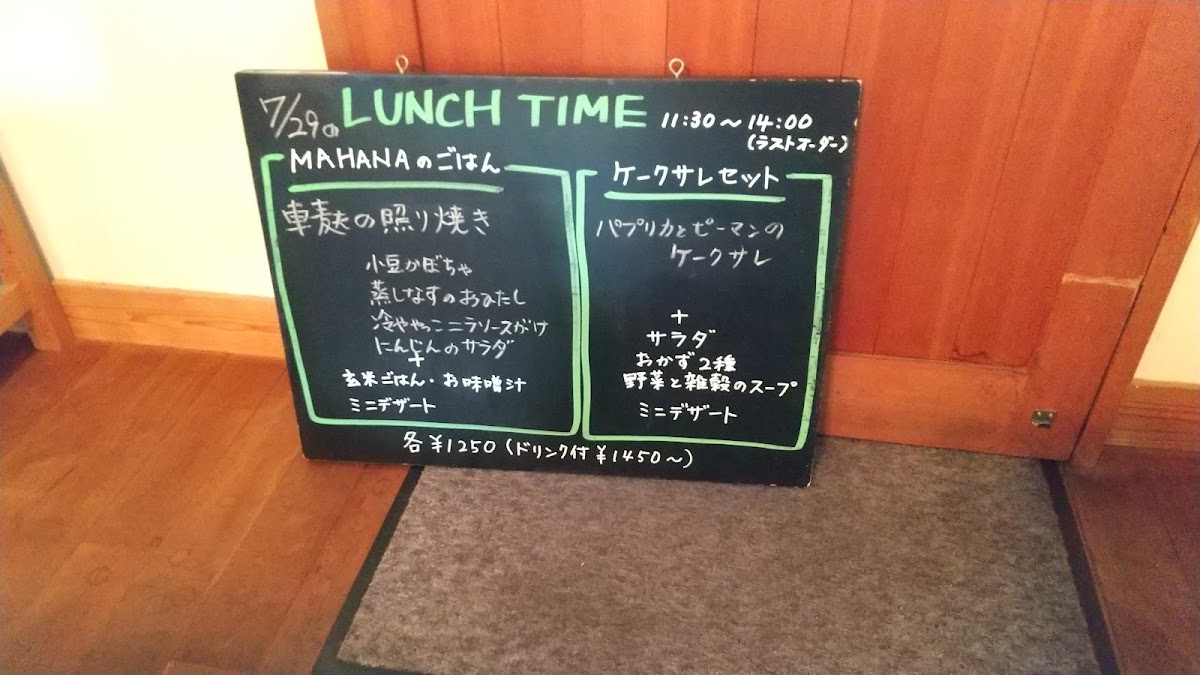 7/29の LUNCH TIME 11:30～14:00
(ラストオーダー)
MAHANAのごはん
車麩の照り焼き
小豆かぼちゃ
蒸しなすのおひたし
冷ややっこニラソースがけ
にんじんのサラダ
+
玄米ごはん・お味噌汁
ミニデザート
ケークサレセット
パプリカとピーマンの
ケークサレ
+
サラダ
おかず2種
野菜と雑穀のスープ
ミニデザート
各¥1250(ドリンク付¥1450～)